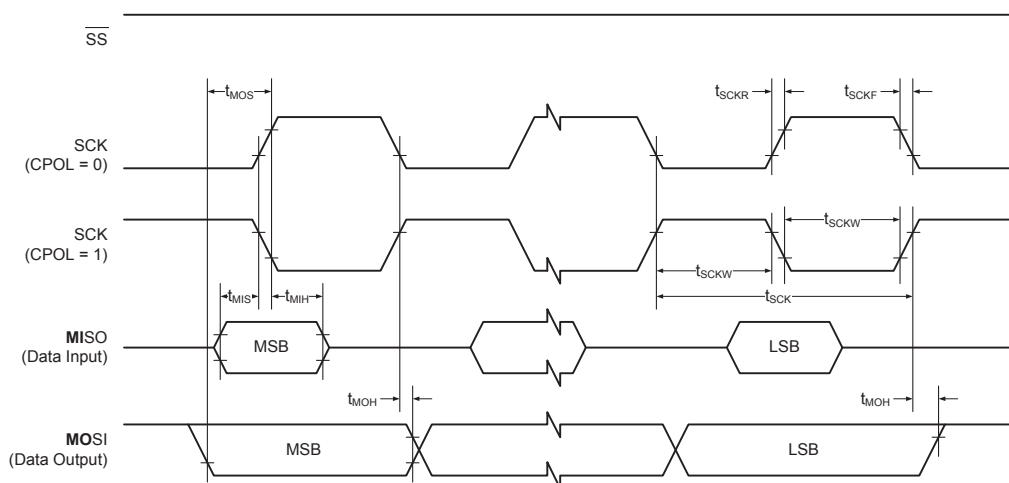 SS
tMOS
tSCKR
tSCKF
SCK
(CPOL = 0)
SCK
(CPOL = 1)
tSCKW
tSCKW
tMIS
tMIH
tSCK
MISO
(Data Input)
MSB
LSB
tMOH
tMOH
MOSI
(Data Output)
MSB
LSB